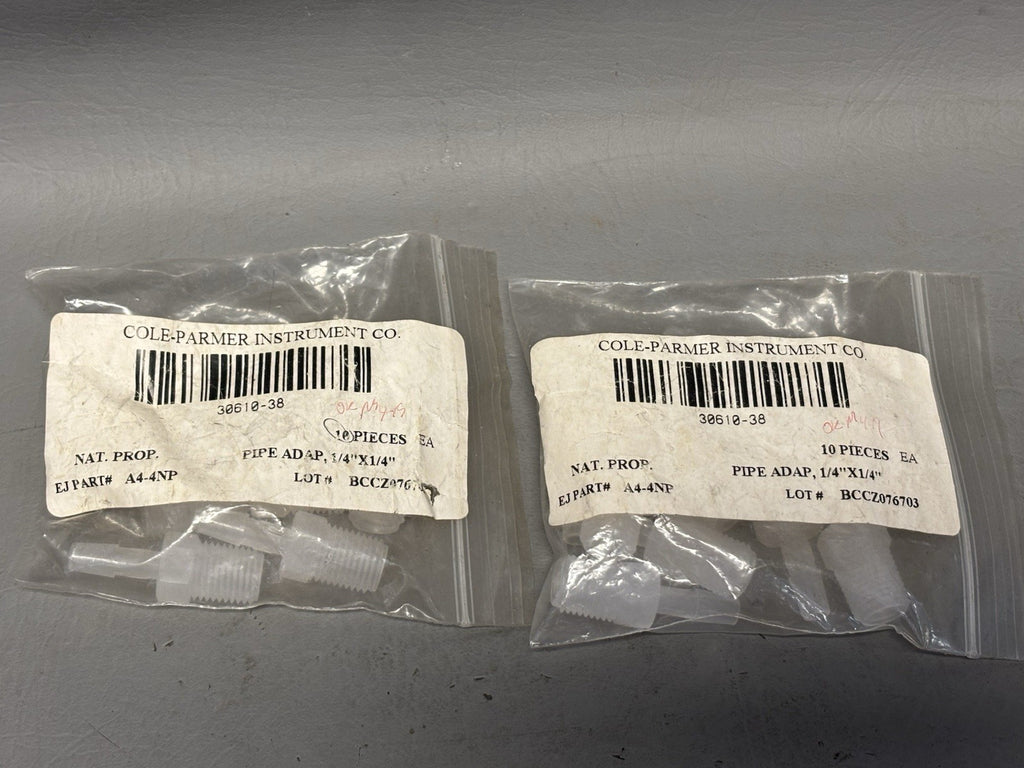 COLE-PARMER INSTRUMENT CO.
30610-38
10 PIECES EA
NAT. PROP. PIPE ADAP, 1/4"X1/4"
EJ PART# A4-4NP LOT #
COLE-PARMER INSTRUMENT CO.
30610-38
10 PIECES EA
NAT. PROP. PIPE ADAP, 1/4"X1/4"
EJ PART# A4-4NP LOT # BCCZ076703